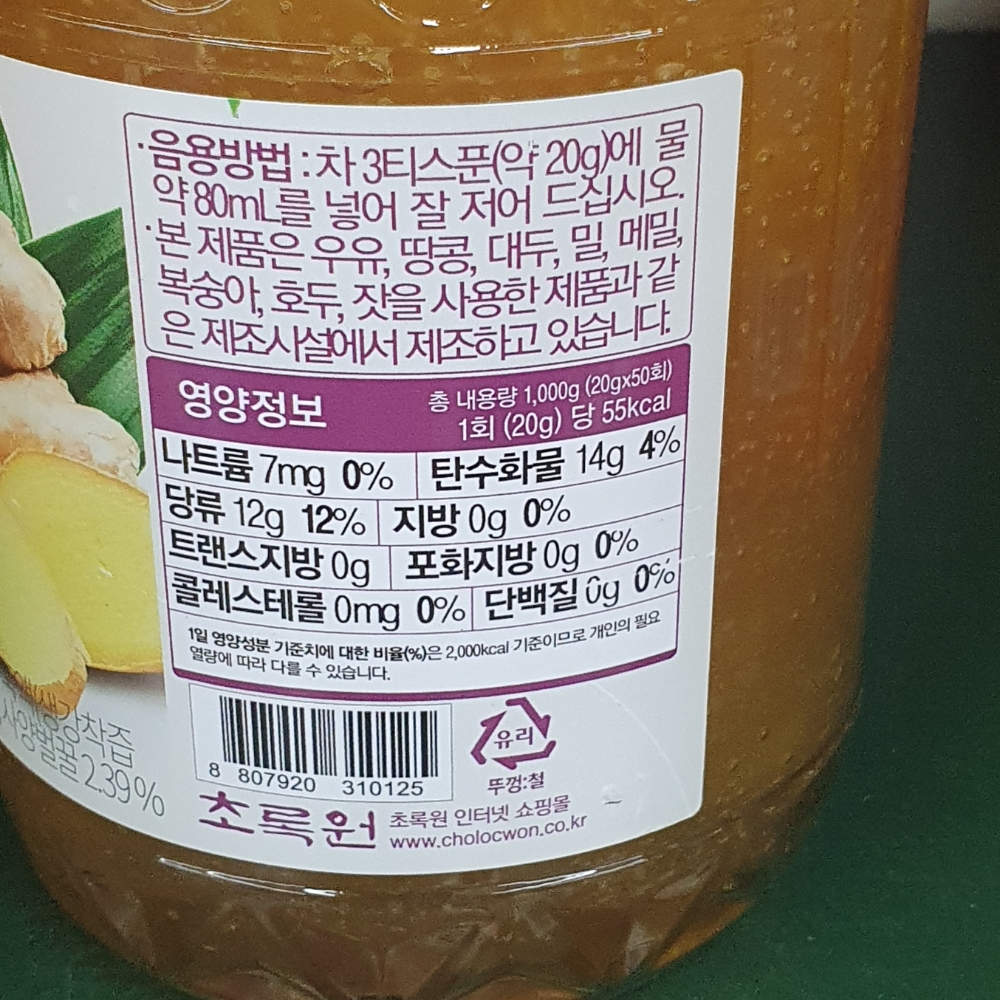 ·음용방법 : 차 3티스푼(약 20g)에 물
약 80mL를 넣어 잘 저어 드십시오.
·본 제품은 우유, 땅콩, 대두, 밀, 메밀,
복숭아, 호두, 잣을 사용한 제품과 같
은 제조시설에서 제조하고 있습니다.
영양정보
총 내용량 1,000g (20gx50회)
1회 (20g) 당 55kcal
나트륨 7mg 0% 탄수화물 14g 4%
당류 12g 12% 지방 0g 0%
트랜스지방 0g 포화지방 0g 0%
콜레스테롤 0mg 0% 단백질 0g 0%
1일 영양성분 기준치에 대한 비율(%)은 2,000kcal 기준이므로 개인의 필요
열량에 따라 다를 수 있습니다.
생강착즙
사양벌꿀 2.39%
8 807920 310125
유리
뚜껑:철
초록원 초록원 인터넷 쇼핑몰
www.cholocwon.co.kr